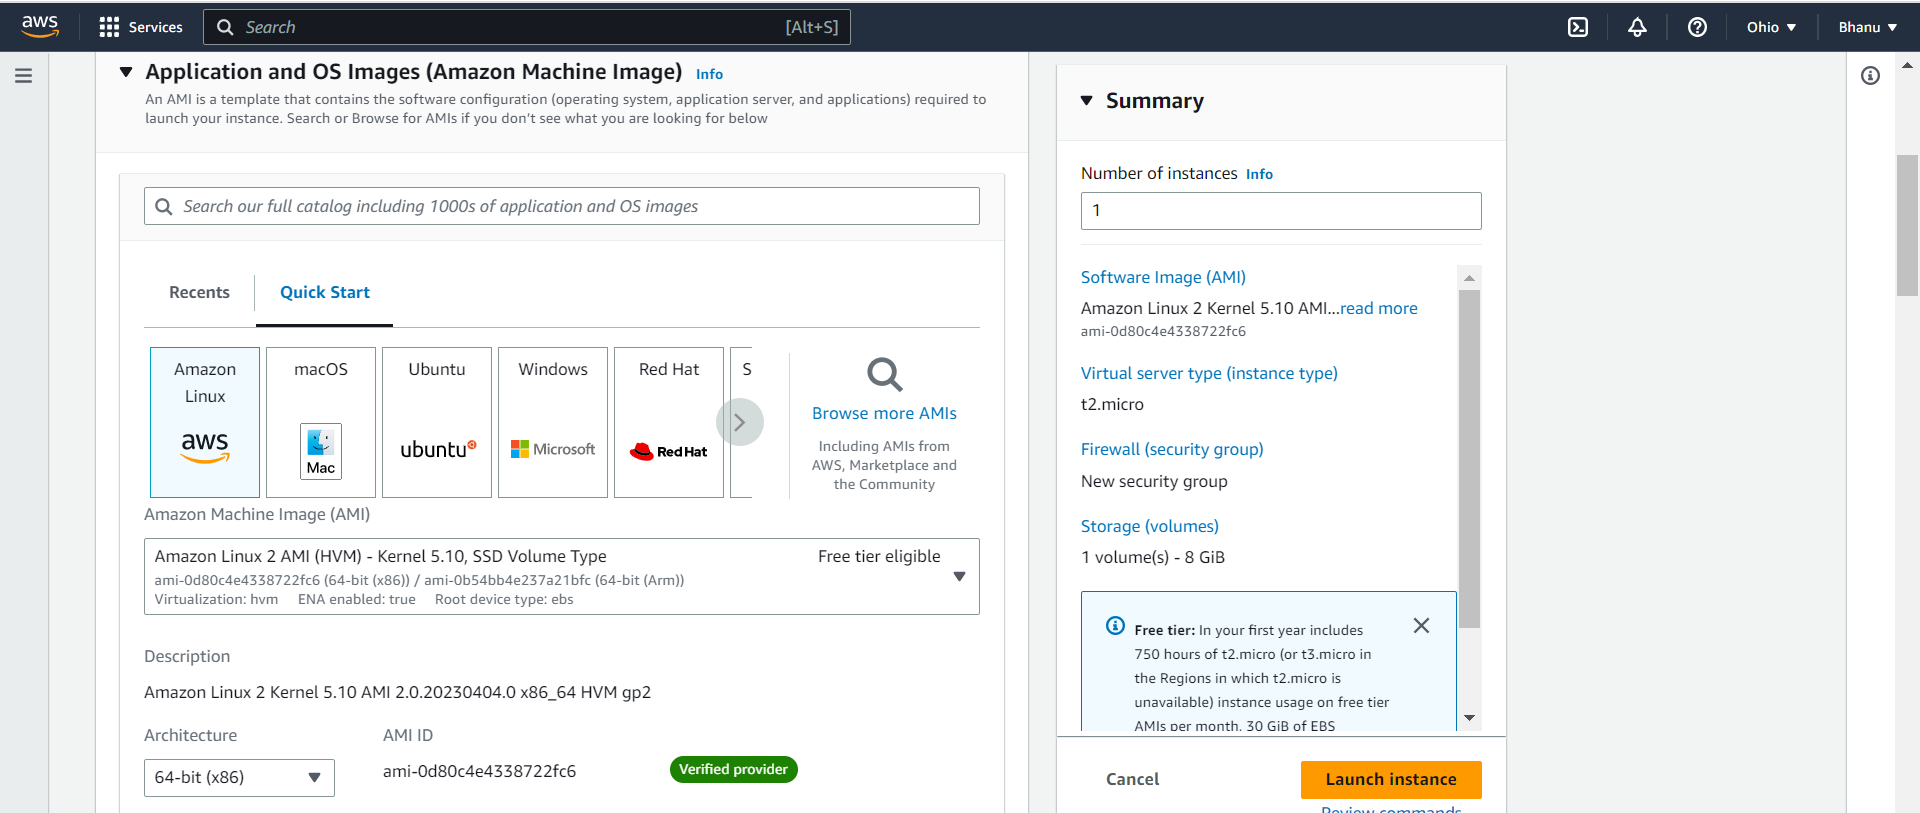 aws
Services
Search
[Alt+S]
Ohio
Bhanu
Application and OS Images (Amazon Machine Image) Info
An AMI is a template that contains the software configuration (operating system, application server, and applications) required to
launch your instance. Search or Browse for AMIs if you don't see what you are looking for below
Search our full catalog including 1000s of application and OS images
Recents
Quick Start
Amazon
Linux
aws
macOS
Mac
Ubuntu
ubuntu
Windows
Microsoft
Red Hat
Red Hat
S
Browse more AMIs
Including AMIs from
AWS, Marketplace and
the Community
Amazon Machine Image (AMI)
Amazon Linux 2 AMI (HVM) - Kernel 5.10, SSD Volume Type
Free tier eligible
ami-0d80c4e4338722fc6 (64-bit (x86)) / ami-0b54bb4e237a21bfc (64-bit (Arm))
Virtualization: hvm ENA enabled: true Root device type: ebs
Description
Amazon Linux 2 Kernel 5.10 AMI 2.0.20230404.0 x86_64 HVM gp2
Architecture
64-bit (x86)
AMI ID
ami-0d80c4e4338722fc6
Verified provider
Summary
Number of instances Info
1
Software Image (AMI)
Amazon Linux 2 Kernel 5.10 AMI...read more
ami-0d80c4e4338722fc6
Virtual server type (instance type)
t2.micro
Firewall (security group)
New security group
Storage (volumes)
1 volume(s) - 8 GiB
Free tier: In your first year includes
750 hours of t2.micro (or t3.micro in
the Regions in which t2.micro is
unavailable) instance usage on free tier
AMIs per month, 30 GiB of EBS
Cancel
Launch instance
Review commands